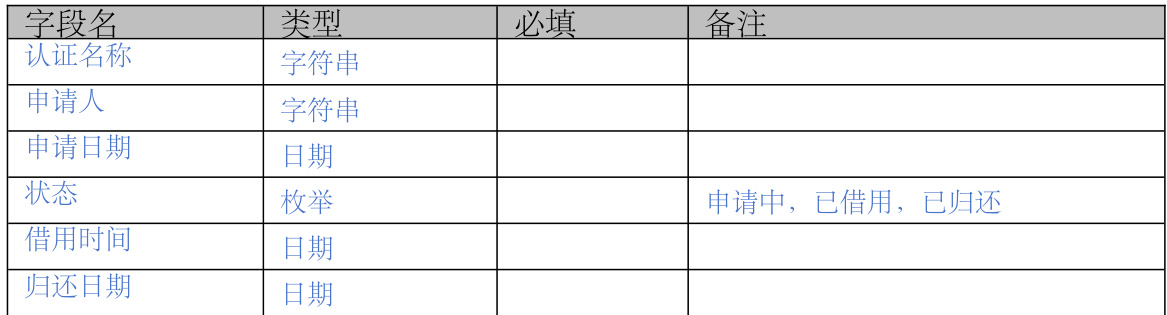 字段名 类型 必填 备注
认证名称 字符串
申请人 字符串
申请日期 日期
状态 枚举 申请中，已借用，已归还
借用时间 日期
归还日期 日期